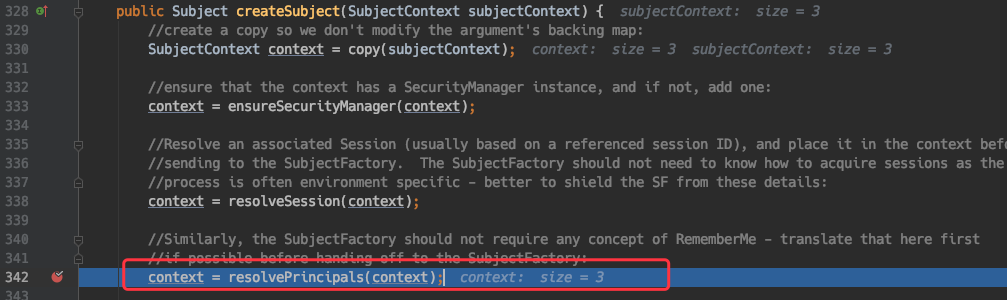 328 public Subject createSubject(SubjectContext subjectContext) { subjectContext: size = 3
329 //create a copy so we don't modify the argument's backing map:
330 SubjectContext context = copy(subjectContext); context: size = 3 subjectContext: size = 3
331
332 //ensure that the context has a SecurityManager instance, and if not, add one:
333 context = ensureSecurityManager(context);
334
335 //Resolve an associated Session (usually based on a referenced session ID), and place it in the context bef
336 //sending to the SubjectFactory. The SubjectFactory should not need to know how to acquire sessions as the
337 //process is often environment specific - better to shield the SF from these details:
338 context = resolveSession(context);
339
340 //Similarly, the SubjectFactory should not require any concept of RememberMe - translate that here first
341 //if possible before handing off to the SubjectFactory:
342 context = resolvePrincipals(context); context: size = 3
343